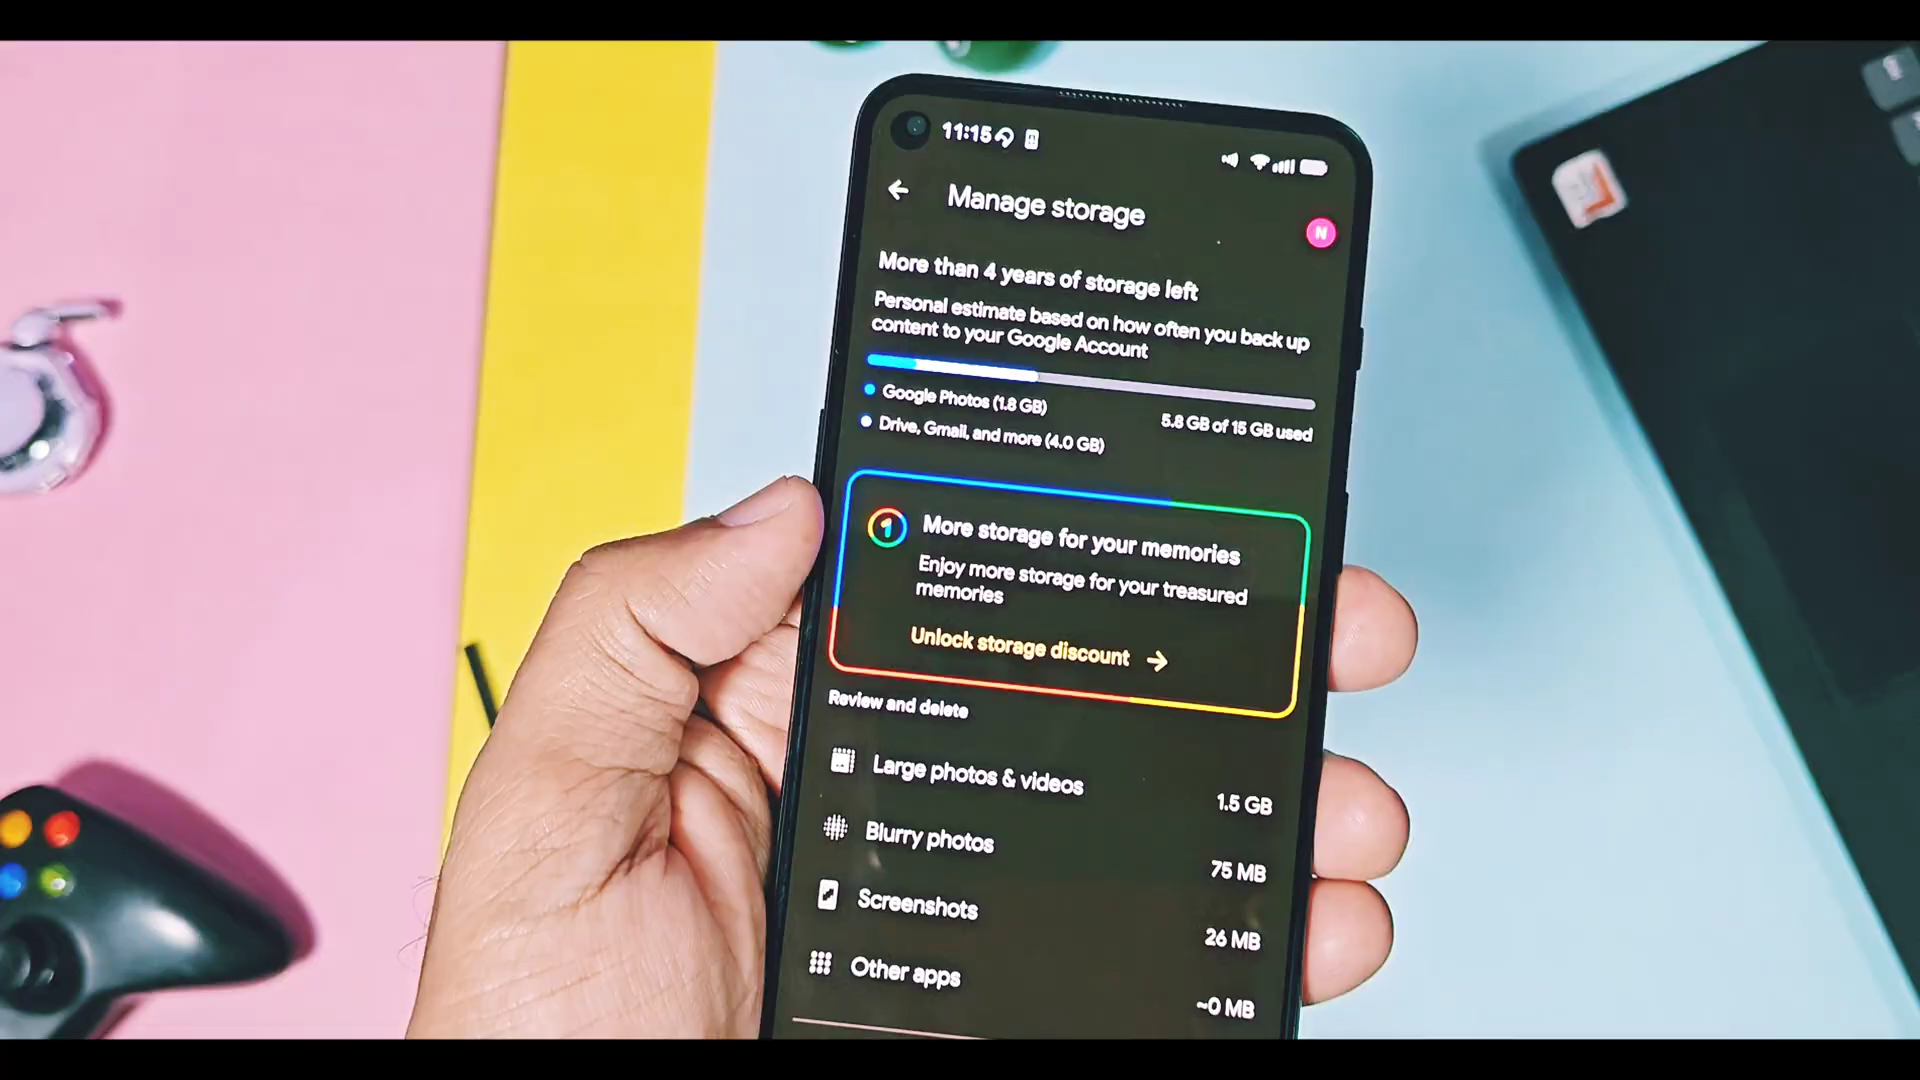 11:15
Manage storage
N
More than 4 years of storage left
Personal estimate based on how often you back up
content to your Google Account
Google Photos (1.8 GB)
5.8 GB of 15 GB used
Drive, Gmail, and more (4.0 GB)
1
More storage for your memories
Enjoy more storage for your treasured
memories
Unlock storage discount →
Review and delete
Large photos & videos
1.5 GB
Blurry photos
75 MB
Screenshots
26 MB
Other apps
~0 MB